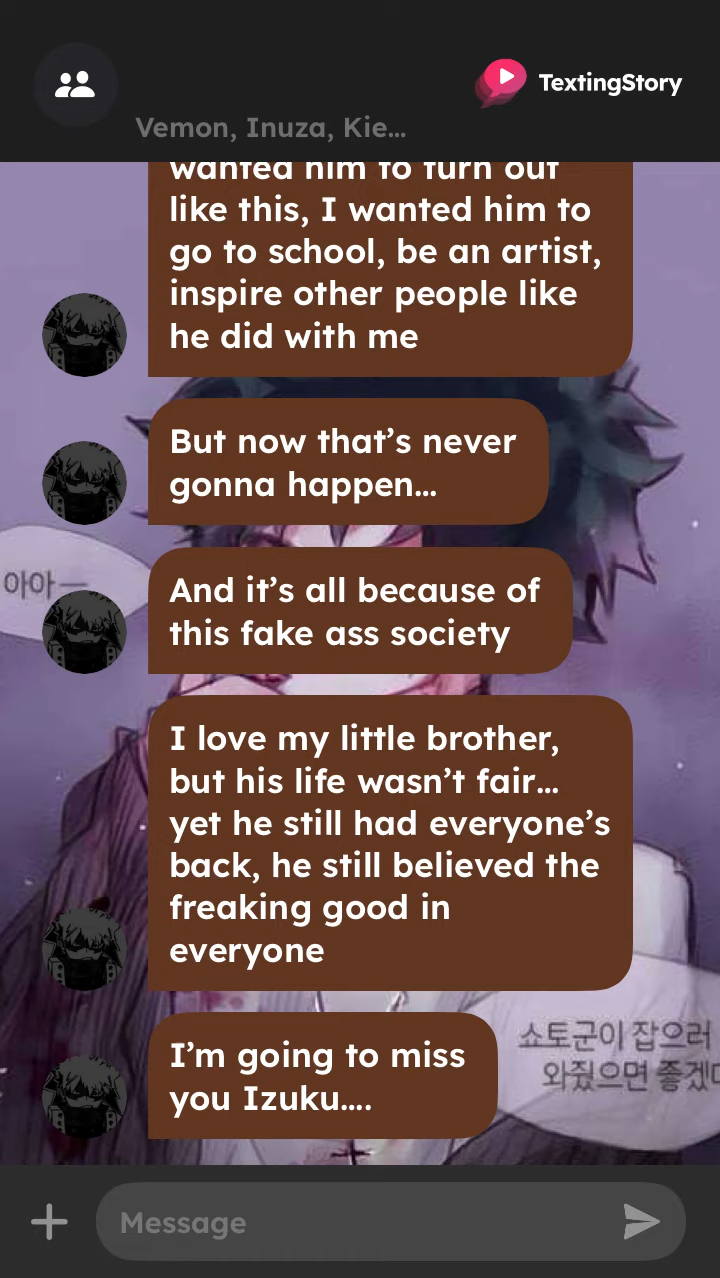 TextingStory
Vemon, Inuza, Kie...
wanted him to turn out
like this, I wanted him to
go to school, be an artist,
inspire other people like
he did with me
But now that’s never
gonna happen...
아아—
And it’s all because of
this fake ass society
I love my little brother,
but his life wasn’t fair...
yet he still had everyone’s
back, he still believed the
freaking good in
everyone
쇼토군이 잡으러
와줬으면 좋겠
I’m going to miss
you Izuku....
Message